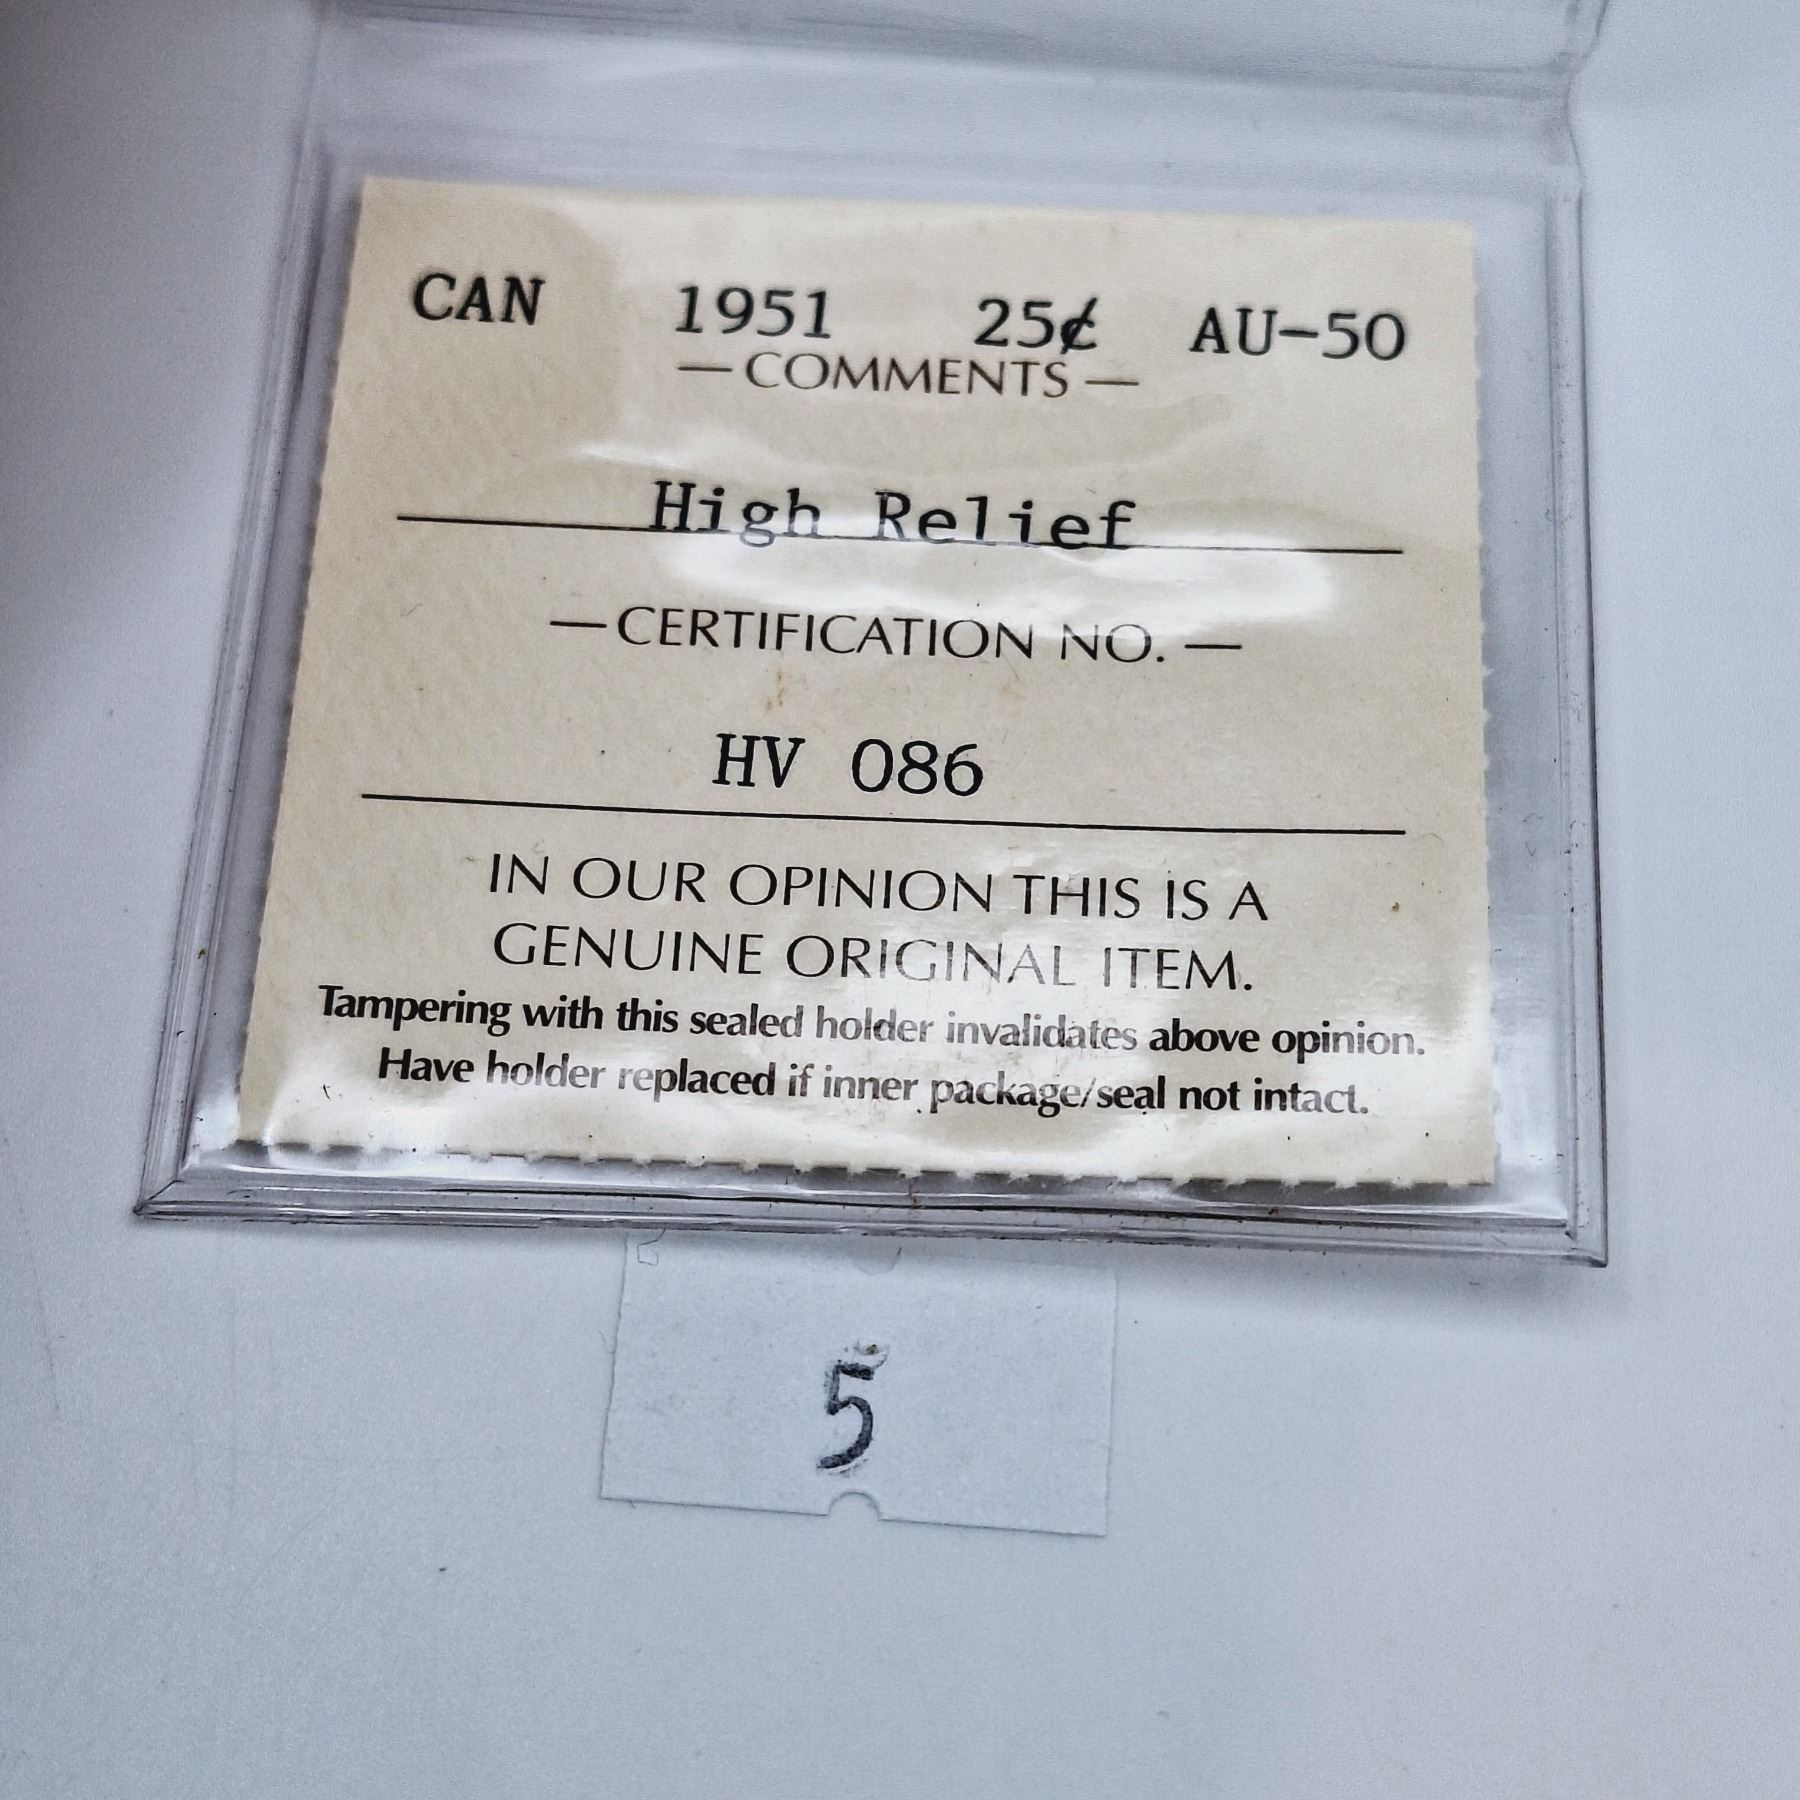 CAN 1951 25¢ AU-50
— COMMENTS —
High Relief
— CERTIFICATION NO. —
HV 086
IN OUR OPINION THIS IS A
GENUINE ORIGINAL ITEM.
Tampering with this sealed holder invalidates above opinion.
Have holder replaced if inner package/seal not intact.
5